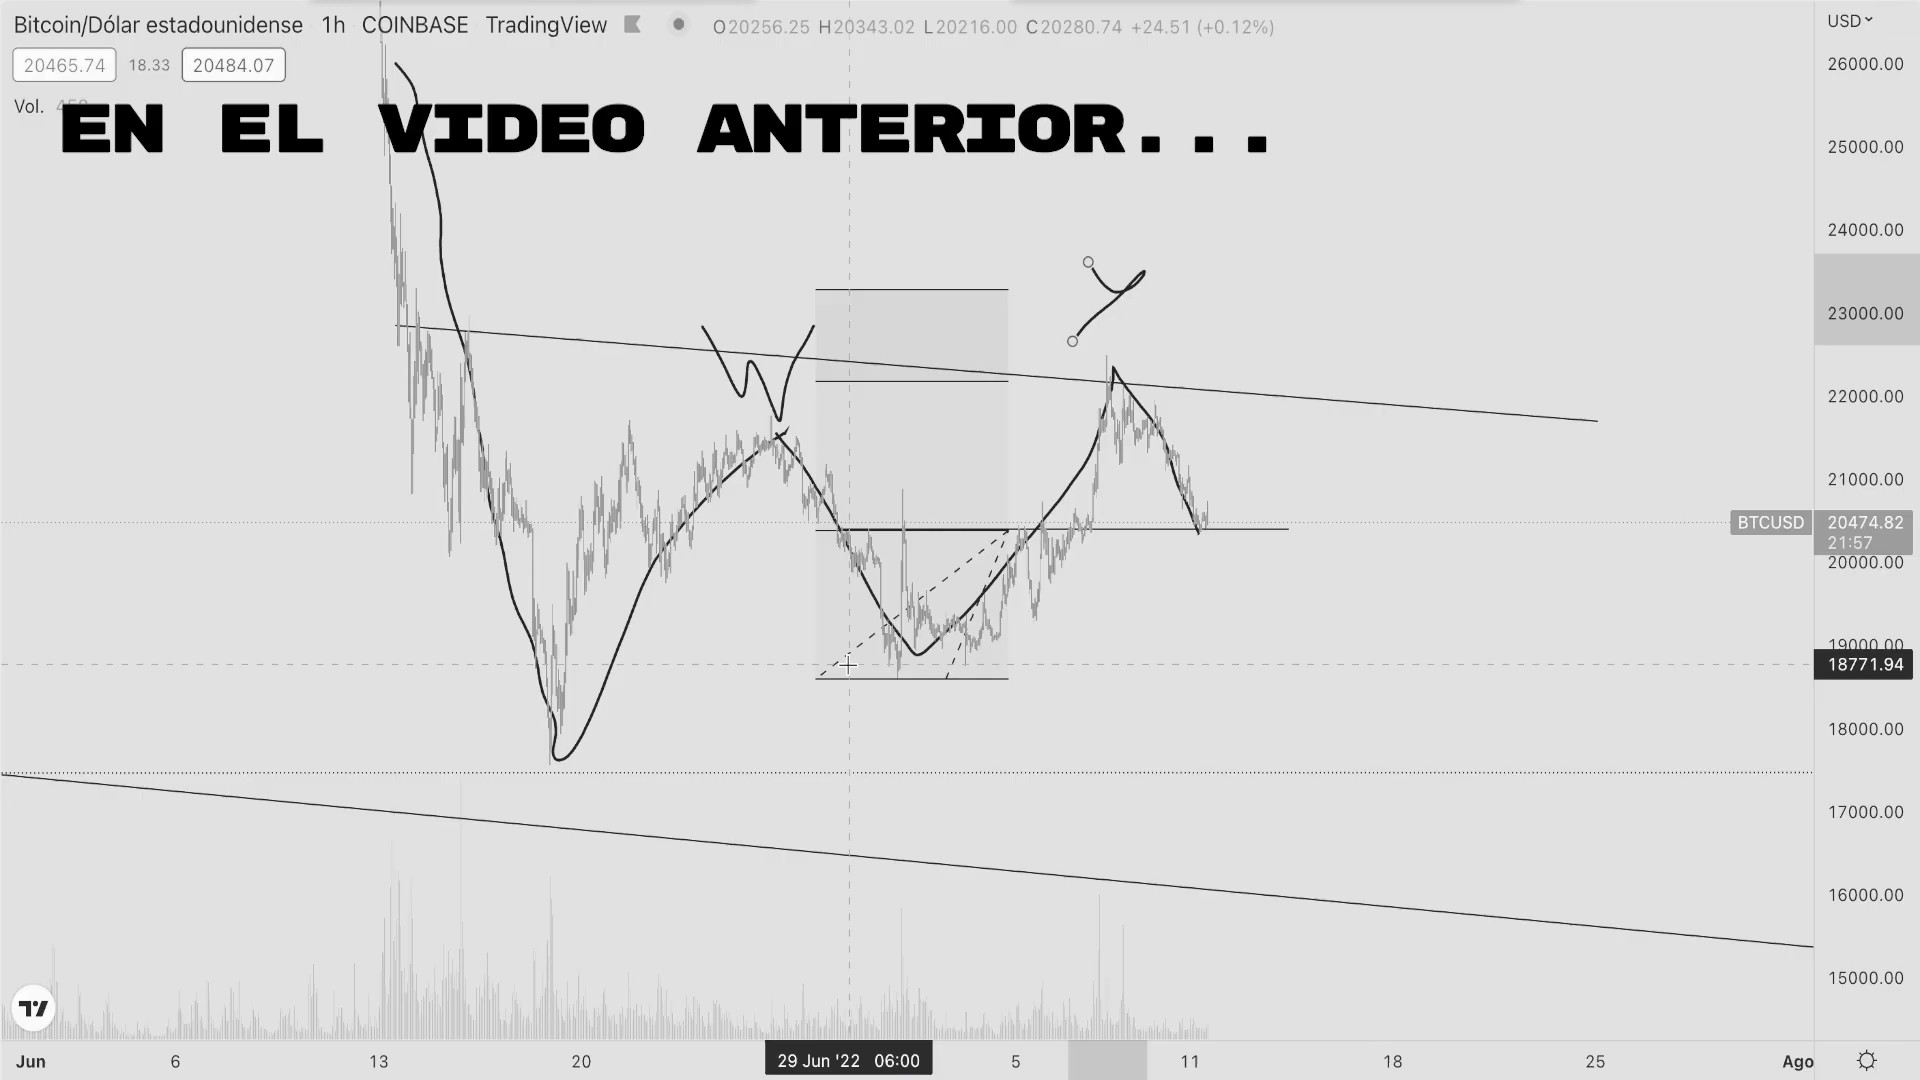 Bitcoin/Dólar estadounidense 1h COINBASE TradingView O20256.25 H20343.02 L20216.00 C20280.74 +24.51 (+0.12%)
USD
20465.74 18.33 20484.07
Vol.
EN EL VIDEO ANTERIOR...
26000.00
25000.00
24000.00
23000.00
22000.00
21000.00
BTCUSD 20474.82
21:57
20000.00
19000.00
18771.94
18000.00
17000.00
16000.00
15000.00
W
Y
Jun 6 13 20 29 Jun '22 06:00 5 11 18 25 Ago